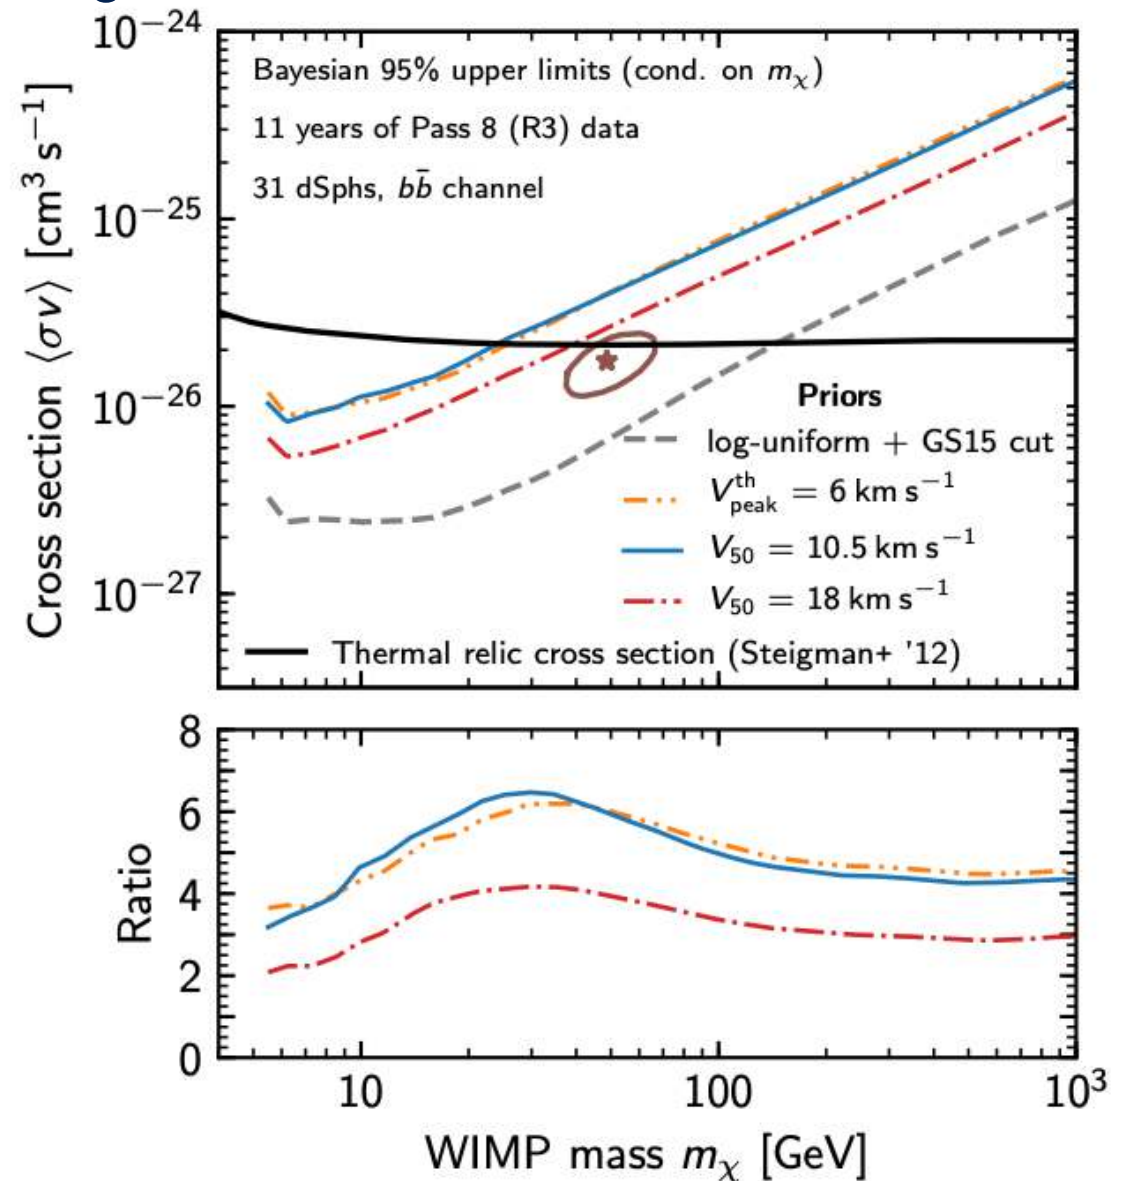 10⁻²⁴
Bayesian 95% upper limits (cond. on mχ)
11 years of Pass 8 (R3) data
31 dSphs, bb̄ channel
10⁻²⁵
Cross section ⟨σv⟩ [cm³ s⁻¹]
10⁻²⁶
Priors
log-uniform + GS15 cut
V_peak^th = 6 km s⁻¹
V₅₀ = 10.5 km s⁻¹
10⁻²⁷
V₅₀ = 18 km s⁻¹
Thermal relic cross section (Steigman+ '12)
8
6
4
Ratio
2
0
10 100 10³
WIMP mass mχ [GeV]